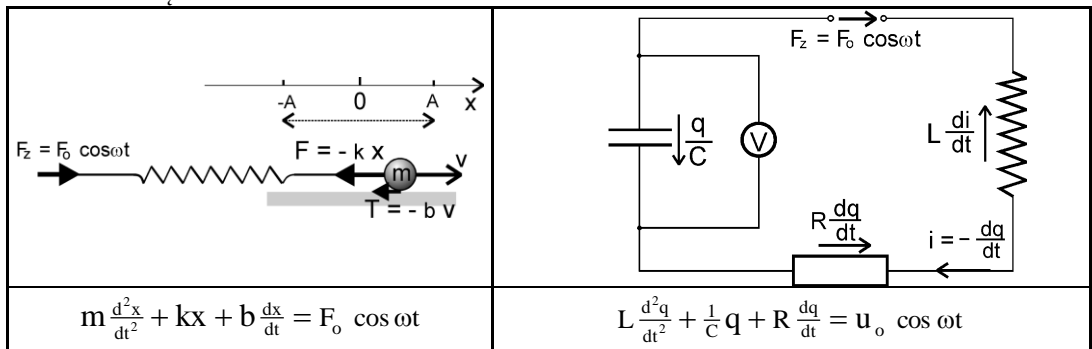 -A 0 A x
F_z = F_o cosωt
F = - k x
v
m
T = - b v
m d²x/dt² + kx + b dx/dt = F_o cos ωt
F_z = F_o cosωt
q/C
V
L di/dt
R dq/dt
i = - dq/dt
L d²q/dt² + 1/C q + R dq/dt = u_o cos ωt